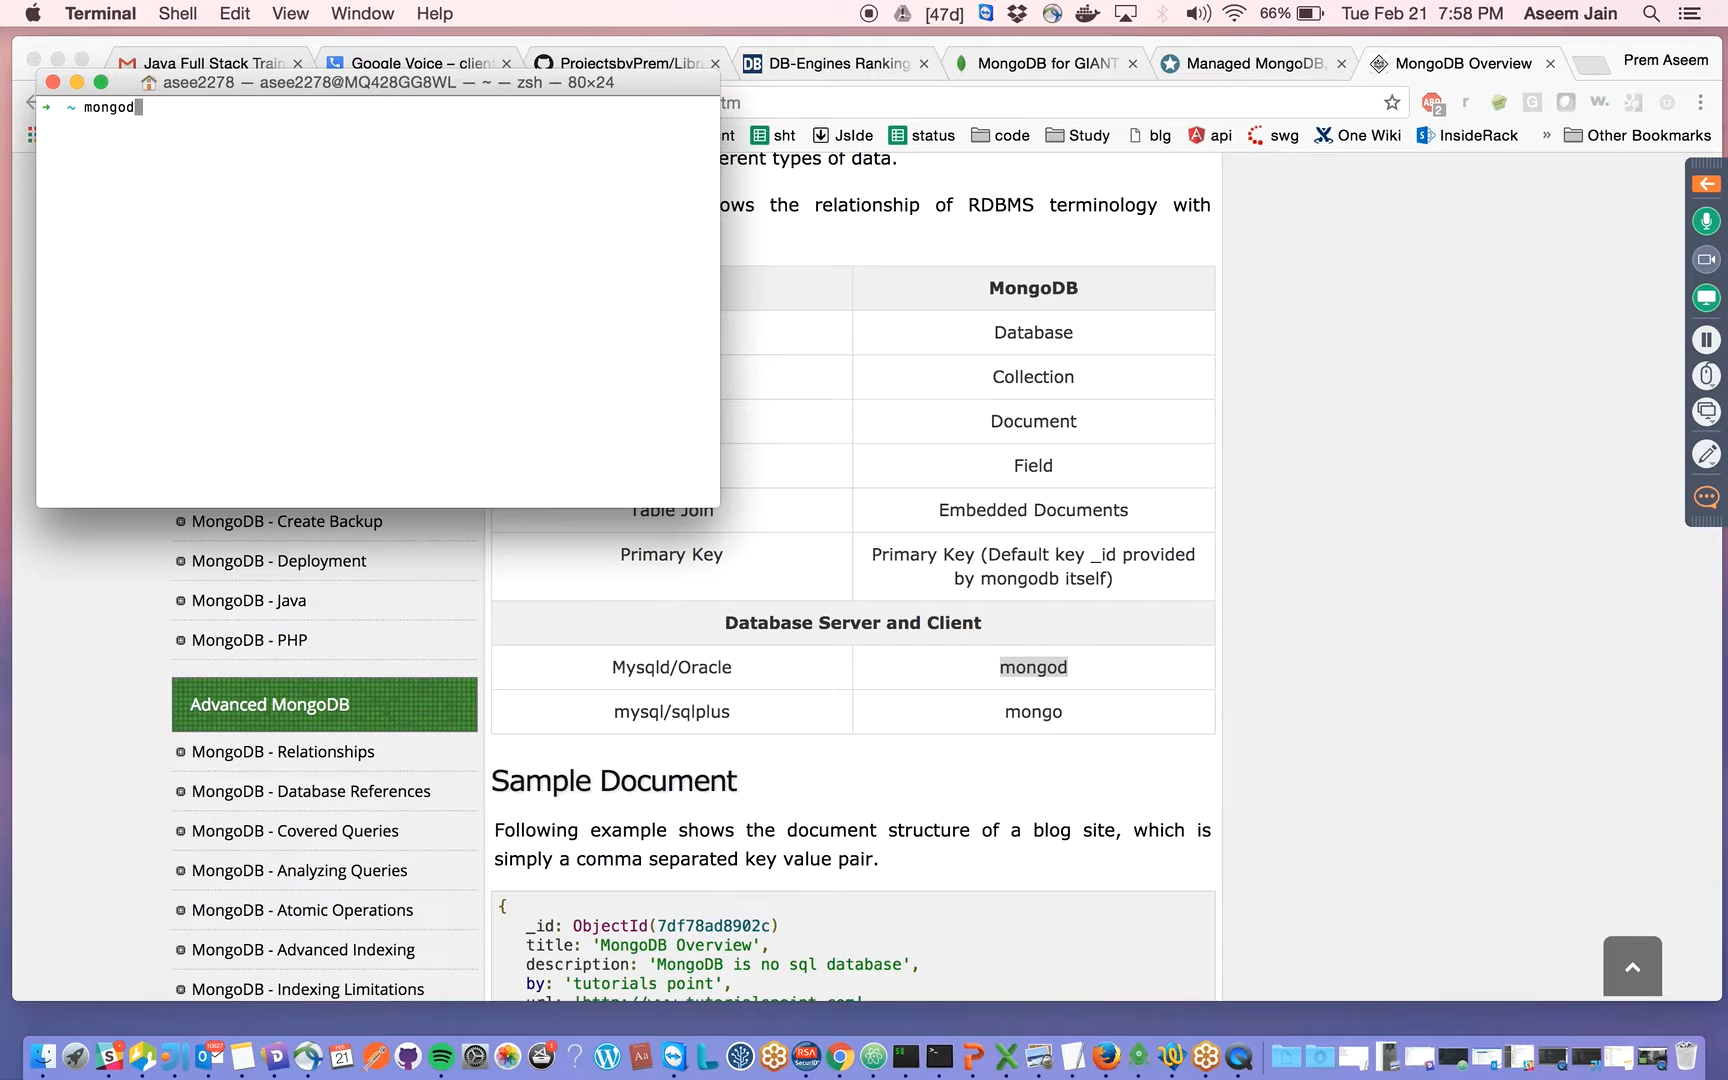 Terminal Shell Edit View Window Help [47d] 66% Tue Feb 21 7:58 PM Aseem Jain
Java Full Stack Train
Google Voice – client
ProjectsbyPrem/Libr
DB DB-Engines Ranking
MongoDB for GIANT
Managed MongoDB,
MongoDB Overview
Prem Aseem
asee2278 — asee2278@MQ428GG8WL — ~ — zsh — 80×24
~ mongod
tm
nt sht JsIde status code Study blg api swg One Wiki InsideRack » Other Bookmarks
erent types of data.
ows the relationship of RDBMS terminology with
MongoDB
Database
Collection
Document
Field
Table Join Embedded Documents
Primary Key Primary Key (Default key _id provided
by mongodb itself)
Database Server and Client
Mysqld/Oracle mongod
mysql/sqlplus mongo
MongoDB - Create Backup
MongoDB - Deployment
MongoDB - Java
MongoDB - PHP
Advanced MongoDB
MongoDB - Relationships
MongoDB - Database References
MongoDB - Covered Queries
MongoDB - Analyzing Queries
MongoDB - Atomic Operations
MongoDB - Advanced Indexing
MongoDB - Indexing Limitations
Sample Document
Following example shows the document structure of a blog site, which is
simply a comma separated key value pair.
{
_id: ObjectId(7df78ad8902c)
title: 'MongoDB Overview',
description: 'MongoDB is no sql database',
by: 'tutorials point',